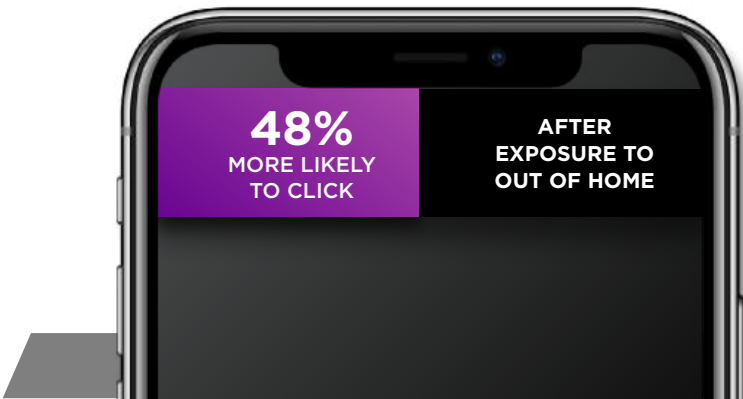 48%
MORE LIKELY
TO CLICK
AFTER
EXPOSURE TO
OUT OF HOME